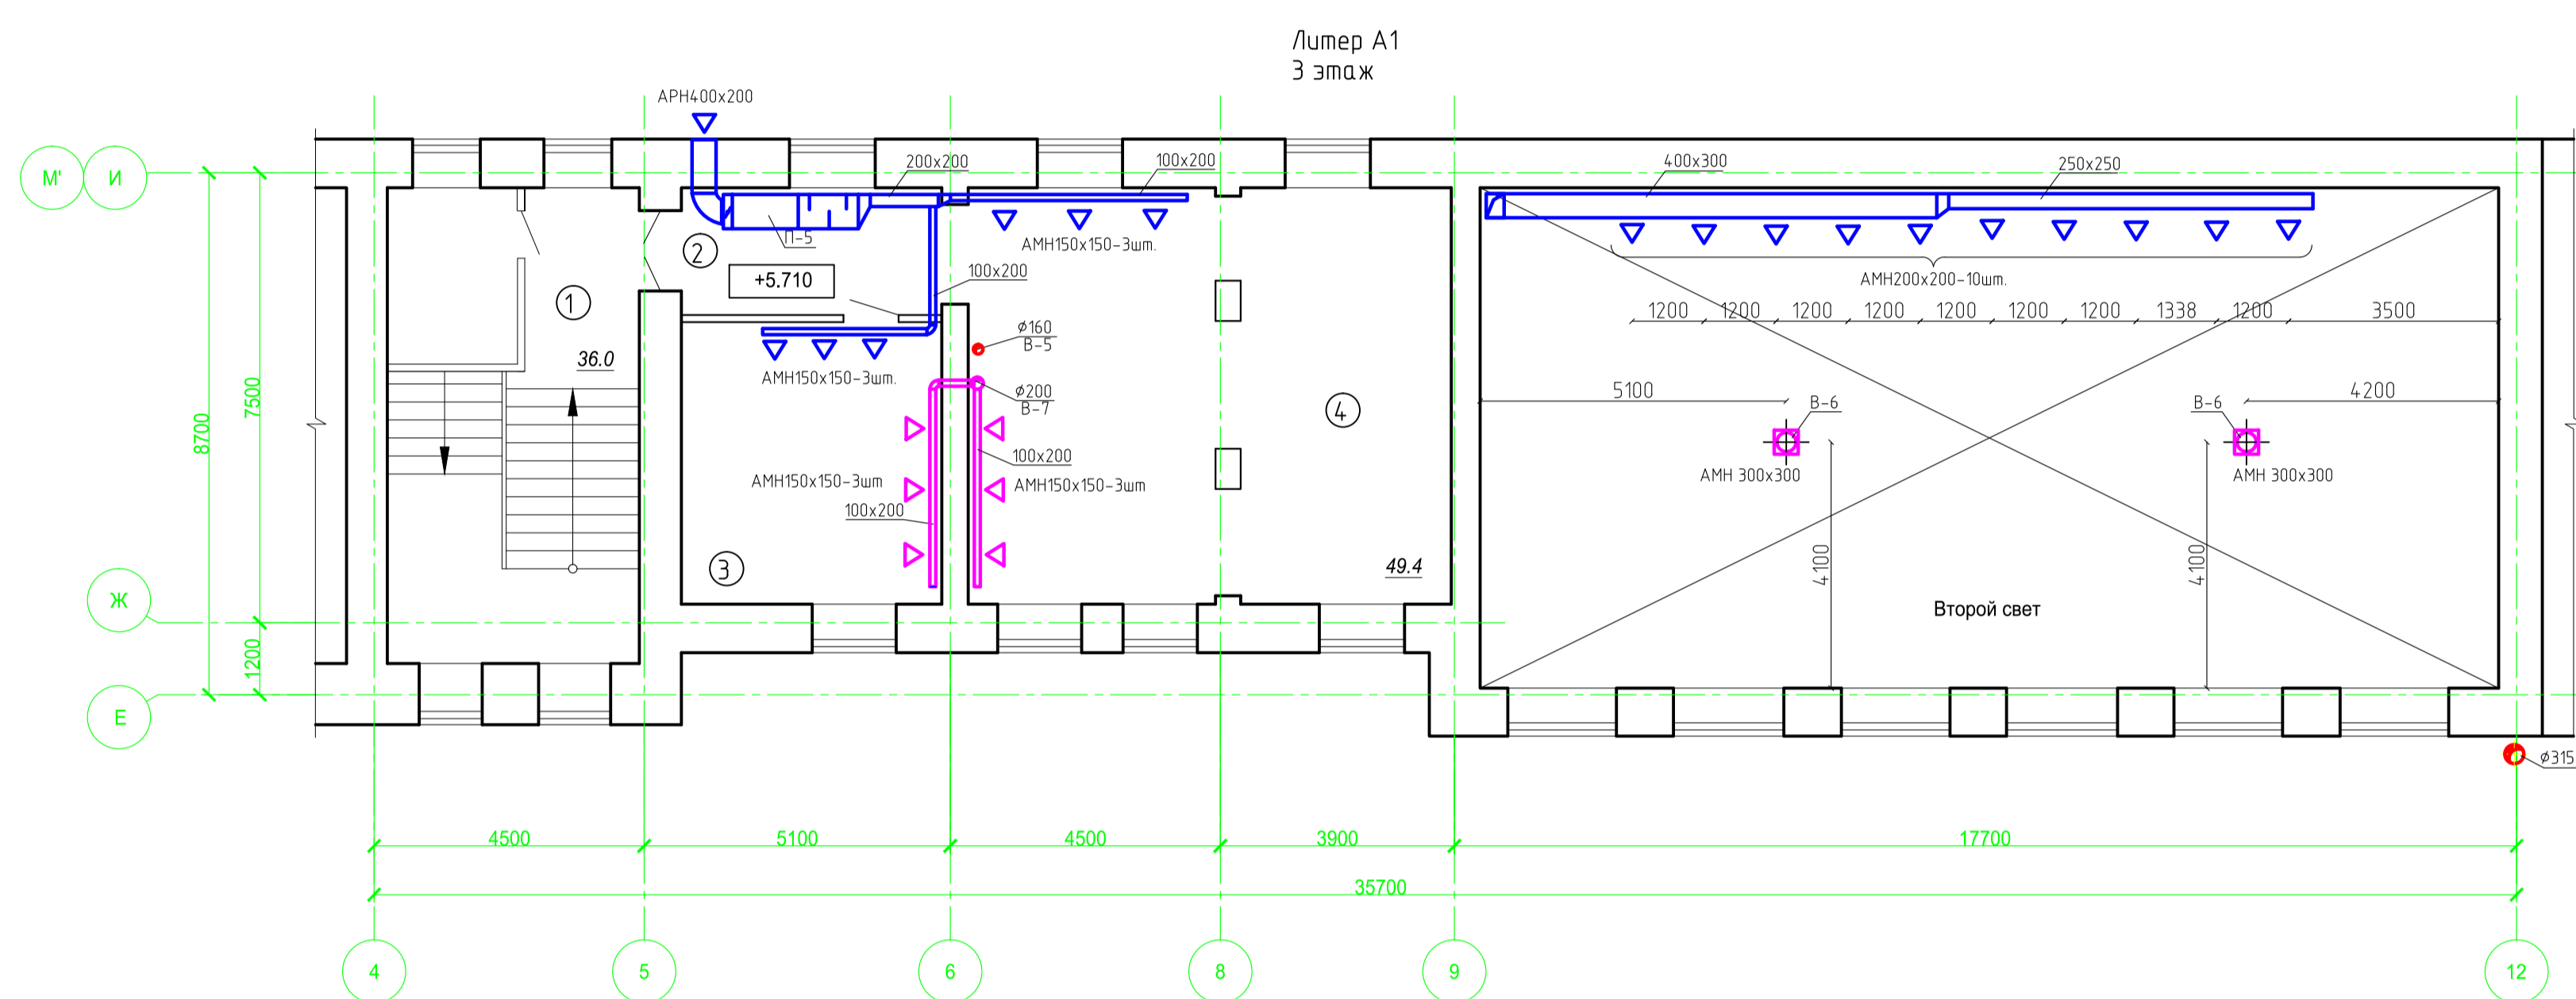 Литер А1
3 этаж
АРН400х200
200х200
100х200
400х300
250х250
М'
И
П-5
2
АМН150х150-3шт.
АМН200х200-10шт.
+5.710
100х200
1
1200
1200
1200
1200
1200
1200
1200
1338
1200
3500
ø160
В-5
36.0
АМН150х150-3шт.
ø200
В-7
5100
4200
В-6
В-6
7500
8700
4
100х200
АМН150х150-3шт
АМН150х150-3шт
АМН 300х300
АМН 300х300
100х200
3
49.4
4100
4100
Ж
Второй свет
1200
Е
ø315
4500
5100
4500
3900
17700
35700
4
5
6
8
9
12